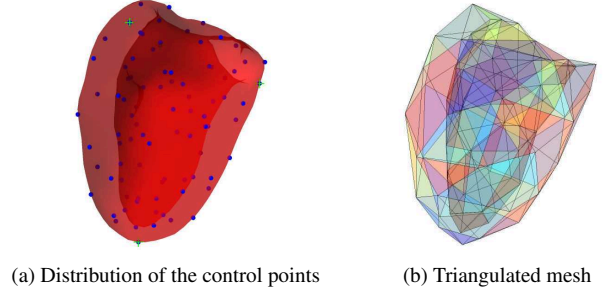 (a) Distribution of the control points
(b) Triangulated mesh